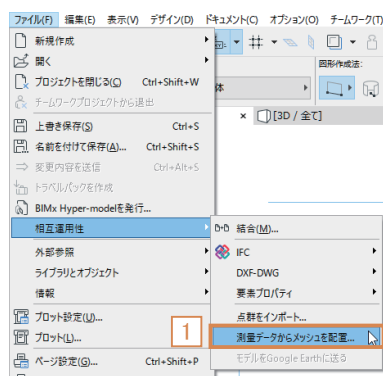 ファイル(F) 編集(E) 表示(V) デザイン(D) ドキュメント(C) オプション(O) チームワーク(T)
新規作成
開く
プロジェクトを閉じる(C) Ctrl+Shift+W
チームワークプロジェクトから退出
上書き保存(S) Ctrl+S
名前を付けて保存(A)... Ctrl+Shift+S
変更内容を送信 Ctrl+Alt+S
トラベルパックを作成
BIMx Hyper-modelを発行...
相互運用性
外部参照
ライブラリとオブジェクト
情報
プロット設定(U)...
プロット(L)...
ページ設定(G)... Ctrl+Shift+P
図形作成法:
体
× [3D / 全て]
結合(M)...
IFC
DXF-DWG
要素プロパティ
点群をインポート...
1
測量データからメッシュを配置...
モデルをGoogle Earthに送る